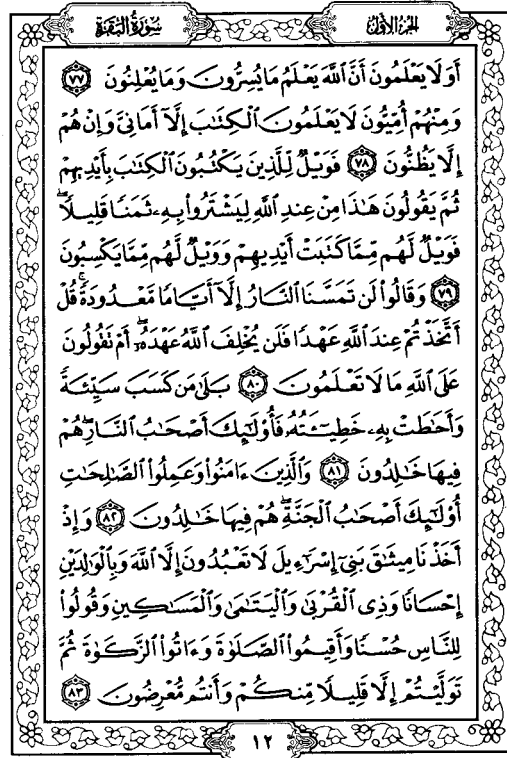 الجزء الأول
سورة البقرة
أَوَلَا يَعْلَمُونَ أَنَّ ٱللَّهَ يَعْلَمُ مَا يُسِرُّونَ وَمَا يُعْلِنُونَ ٧٧
وَمِنْهُمْ أُمِّيُّونَ لَا يَعْلَمُونَ ٱلْكِتَٰبَ إِلَّآ أَمَانِىَّ وَإِنْ هُمْ
إِلَّا يَظُنُّونَ ٧٨ فَوَيْلٌ لِّلَّذِينَ يَكْتُبُونَ ٱلْكِتَٰبَ بِأَيْدِيهِمْ
ثُمَّ يَقُولُونَ هَٰذَا مِنْ عِندِ ٱللَّهِ لِيَشْتَرُوا۟ بِهِۦ ثَمَنًا قَلِيلًا ۖ
فَوَيْلٌ لَّهُم مِّمَّا كَتَبَتْ أَيْدِيهِمْ وَوَيْلٌ لَّهُم مِّمَّا يَكْسِبُونَ
٧٩ وَقَالُوا۟ لَن تَمَسَّنَا ٱلنَّارُ إِلَّآ أَيَّامًا مَّعْدُودَةً ۚ قُلْ
أَتَّخَذْتُمْ عِندَ ٱللَّهِ عَهْدًا فَلَن يُخْلِفَ ٱللَّهُ عَهْدَهُۥٓ ۖ أَمْ تَقُولُونَ
عَلَى ٱللَّهِ مَا لَا تَعْلَمُونَ ٨٠ بَلَىٰ مَن كَسَبَ سَيِّئَةً
وَأَحَٰطَتْ بِهِۦ خَطِيٓـَٔتُهُۥ فَأُو۟لَٰٓئِكَ أَصْحَٰبُ ٱلنَّارِ ۖ هُمْ
فِيهَا خَٰلِدُونَ ٨١ وَٱلَّذِينَ ءَامَنُوا۟ وَعَمِلُوا۟ ٱلصَّٰلِحَٰتِ
أُو۟لَٰٓئِكَ أَصْحَٰبُ ٱلْجَنَّةِ ۖ هُمْ فِيهَا خَٰلِدُونَ ٨٢ وَإِذْ
أَخَذْنَا مِيثَٰقَ بَنِىٓ إِسْرَٰٓءِيلَ لَا تَعْبُدُونَ إِلَّا ٱللَّهَ وَبِٱلْوَٰلِدَيْنِ
إِحْسَانًا وَذِى ٱلْقُرْبَىٰ وَٱلْيَتَٰمَىٰ وَٱلْمَسَٰكِينِ وَقُولُوا۟
لِلنَّاسِ حُسْنًا وَأَقِيمُوا۟ ٱلصَّلَوٰةَ وَءَاتُوا۟ ٱلزَّكَوٰةَ ثُمَّ
تَوَلَّيْتُمْ إِلَّا قَلِيلًا مِّنكُمْ وَأَنتُم مُّعْرِضُونَ ٨٣
١٢